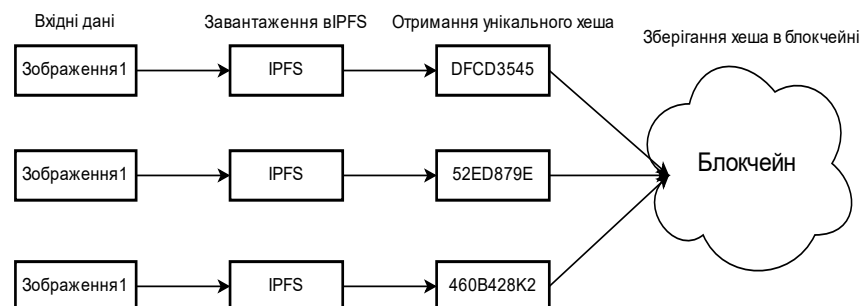 Вхідні дані
Завантаження вIPFS
Отримання унікального хеша
Зберігання хеша в блокчейні
Зображення1
IPFS
DFCD3545
Зображення1
IPFS
52ED879E
Блокчейн
Зображення1
IPFS
460B428K2